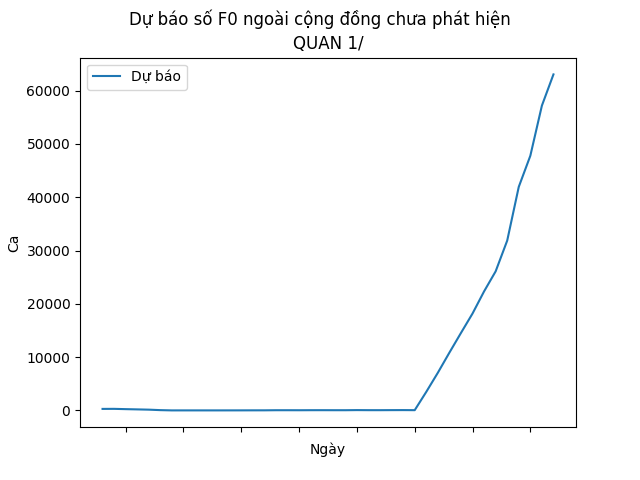 Dự báo số F0 ngoài cộng đồng chưa phát hiện
QUAN 1/
Dự báo
60000
50000
40000
30000
20000
10000
0
Ca
Ngày